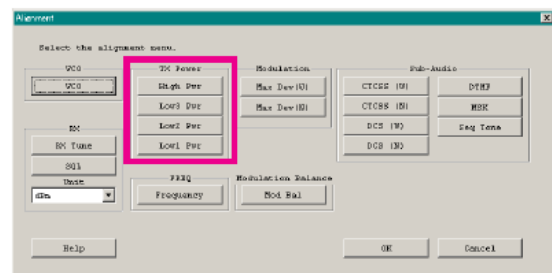 Alignment
Select the alignment menu.
VCO
VCO
TX Power
High Pwr
Low3 Pwr
Low2 Pwr
Low1 Pwr
Modulation
Max Dev(W)
Max Dev(N)
Sub-Audio
CTCSS (W)
CTCSS (N)
DCS (W)
DCS (N)
DTMF
MSK
Seq Tone
RX
RX Tune
SQL
Unit
dBm
FREQ
Frequency
Modulation Balance
Mod Bal
Help
OK
Cancel